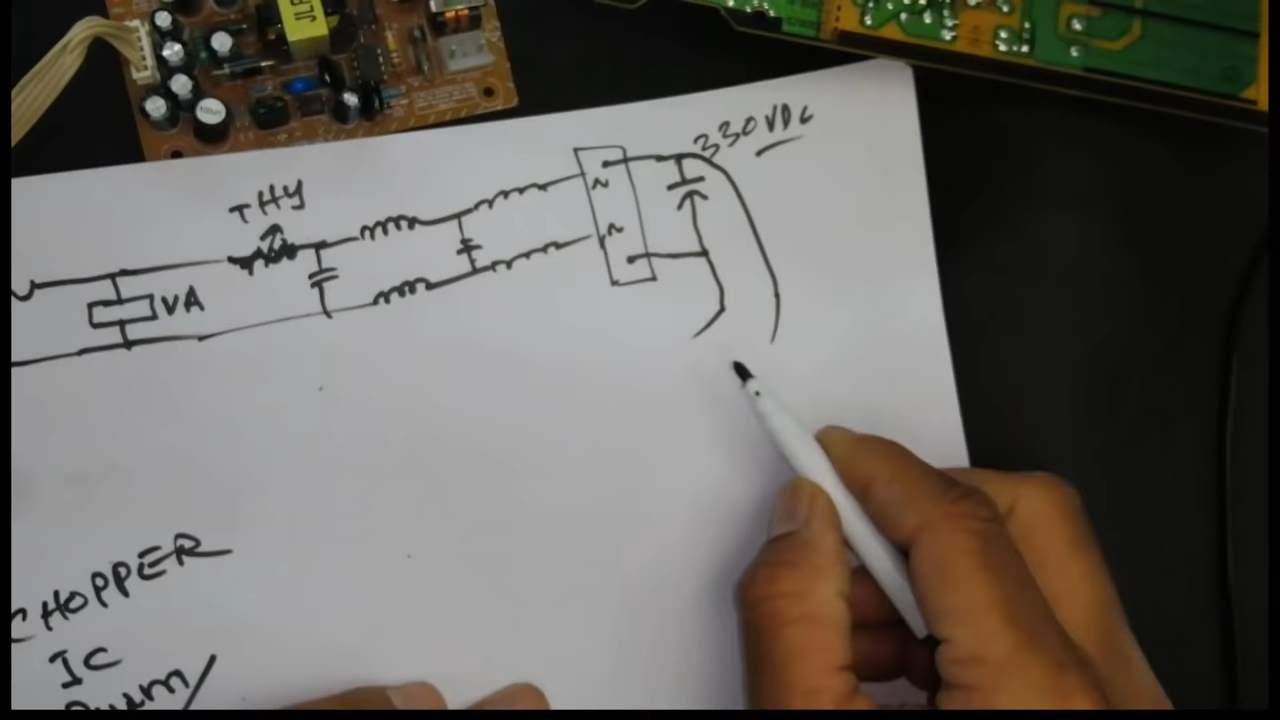 330VDC
THY
~
~
VA
CHOPPER
IC